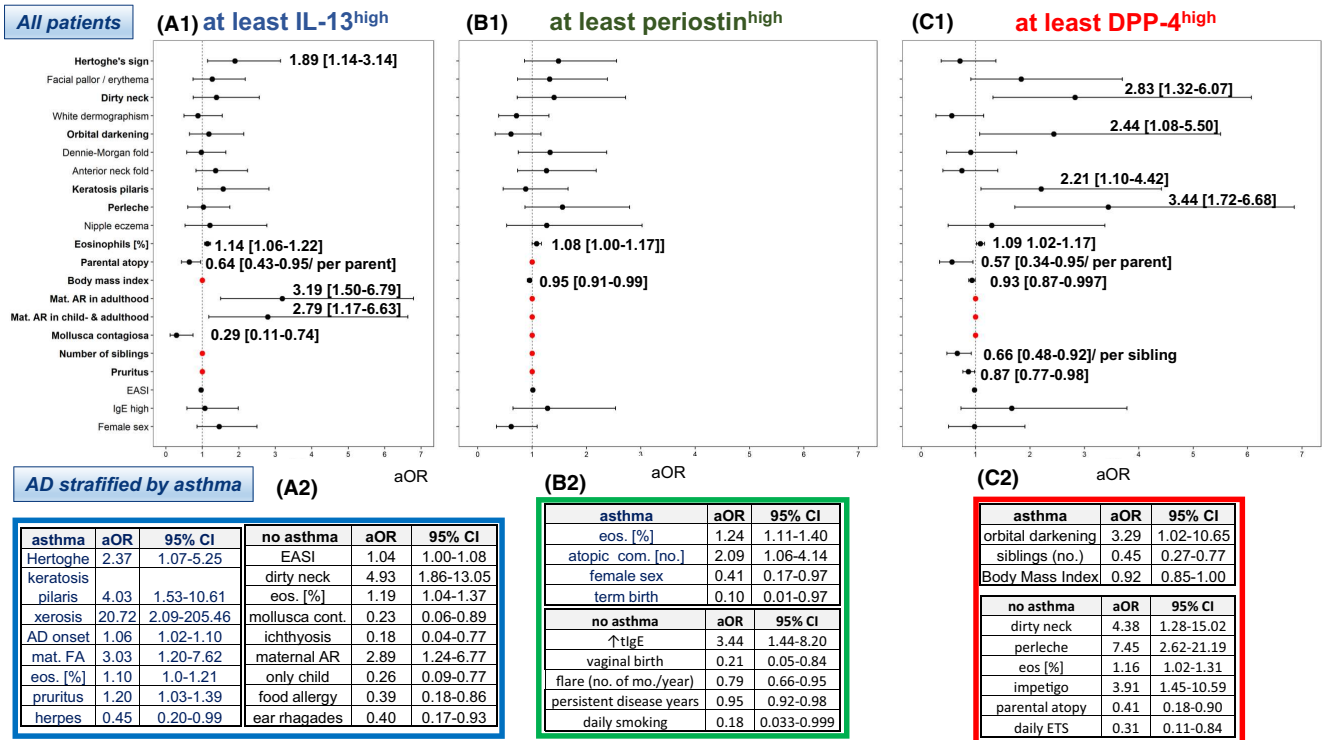 All patients
(A1) at least IL-13high
(B1) at least periostinhigh
(C1) at least DPP-4high
Hertoghe's sign
Facial pallor / erythema
Dirty neck
White dermographism
Orbital darkening
Dennie-Morgan fold
Anterior neck fold
Keratosis pilaris
Perleche
Nipple eczema
Eosinophils [%]
Parental atopy
Body mass index
Mat. AR in adulthood
Mat. AR in child- & adulthood
Mollusca contagiosa
Number of siblings
Pruritus
EASI
IgE high
Female sex
1.89 [1.14-3.14]
1.14 [1.06-1.22]
0.64 [0.43-0.95/ per parent]
3.19 [1.50-6.79]
2.79 [1.17-6.63]
0.29 [0.11-0.74]
0 1 2 3 4 5 6 7
aOR
1.08 [1.00-1.17]]
0.95 [0.91-0.99]
0 1 2 3 4 5 6 7
aOR
2.83 [1.32-6.07]
2.44 [1.08-5.50]
2.21 [1.10-4.42]
3.44 [1.72-6.68]
1.09 1.02-1.17]
0.57 [0.34-0.95/ per parent]
0.93 [0.87-0.997]
0.66 [0.48-0.92]/ per sibling
0.87 [0.77-0.98]
0 1 2 3 4 5 6 7
aOR
AD strafified by asthma
(A2)
asthma aOR 95% CI
Hertoghe 2.37 1.07-5.25
keratosis
pilaris 4.03 1.53-10.61
xerosis 20.72 2.09-205.46
AD onset 1.06 1.02-1.10
mat. FA 3.03 1.20-7.62
eos. [%] 1.10 1.0-1.21
pruritus 1.20 1.03-1.39
herpes 0.45 0.20-0.99
no asthma aOR 95% CI
EASI 1.04 1.00-1.08
dirty neck 4.93 1.86-13.05
eos. [%] 1.19 1.04-1.37
mollusca cont. 0.23 0.06-0.89
ichthyosis 0.18 0.04-0.77
maternal AR 2.89 1.24-6.77
only child 0.26 0.09-0.77
food allergy 0.39 0.18-0.86
ear rhagades 0.40 0.17-0.93
(B2)
asthma aOR 95% CI
eos. [%] 1.24 1.11-1.40
atopic com. [no.] 2.09 1.06-4.14
female sex 0.41 0.17-0.97
term birth 0.10 0.01-0.97
no asthma aOR 95% CI
↑tIgE 3.44 1.44-8.20
vaginal birth 0.21 0.05-0.84
flare (no. of mo./year) 0.79 0.66-0.95
persistent disease years 0.95 0.92-0.98
daily smoking 0.18 0.033-0.999
(C2)
asthma aOR 95% CI
orbital darkening 3.29 1.02-10.65
siblings (no.) 0.45 0.27-0.77
Body Mass Index 0.92 0.85-1.00
no asthma aOR 95% CI
dirty neck 4.38 1.28-15.02
perleche 7.45 2.62-21.19
eos [%] 1.16 1.02-1.31
impetigo 3.91 1.45-10.59
parental atopy 0.41 0.18-0.90
daily ETS 0.31 0.11-0.84